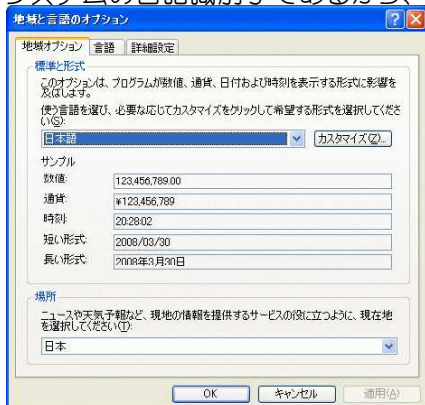 システムの言語識別子であるから、
地域と言語のオプション
地域オプション 言語 詳細設定
標準と形式
このオプションは、プログラムが数値、通貨、日付および時刻を表示する形式に影響を
及ぼします。
使う言語を選び、必要な応じてカスタマイズをクリックして希望する形式を選択してくださ
い(S):
日本語 カスタマイズ(Z)...
サンプル
数値: 123,456,789.00
通貨: ¥123,456,789
時刻: 20:28:02
短い形式: 2008/03/30
長い形式: 2008年3月30日
場所
ニュースや天気予報など、現地の情報を提供するサービスの役に立つように、現在地
を選択してください(T):
日本
OK キャンセル 適用(A)